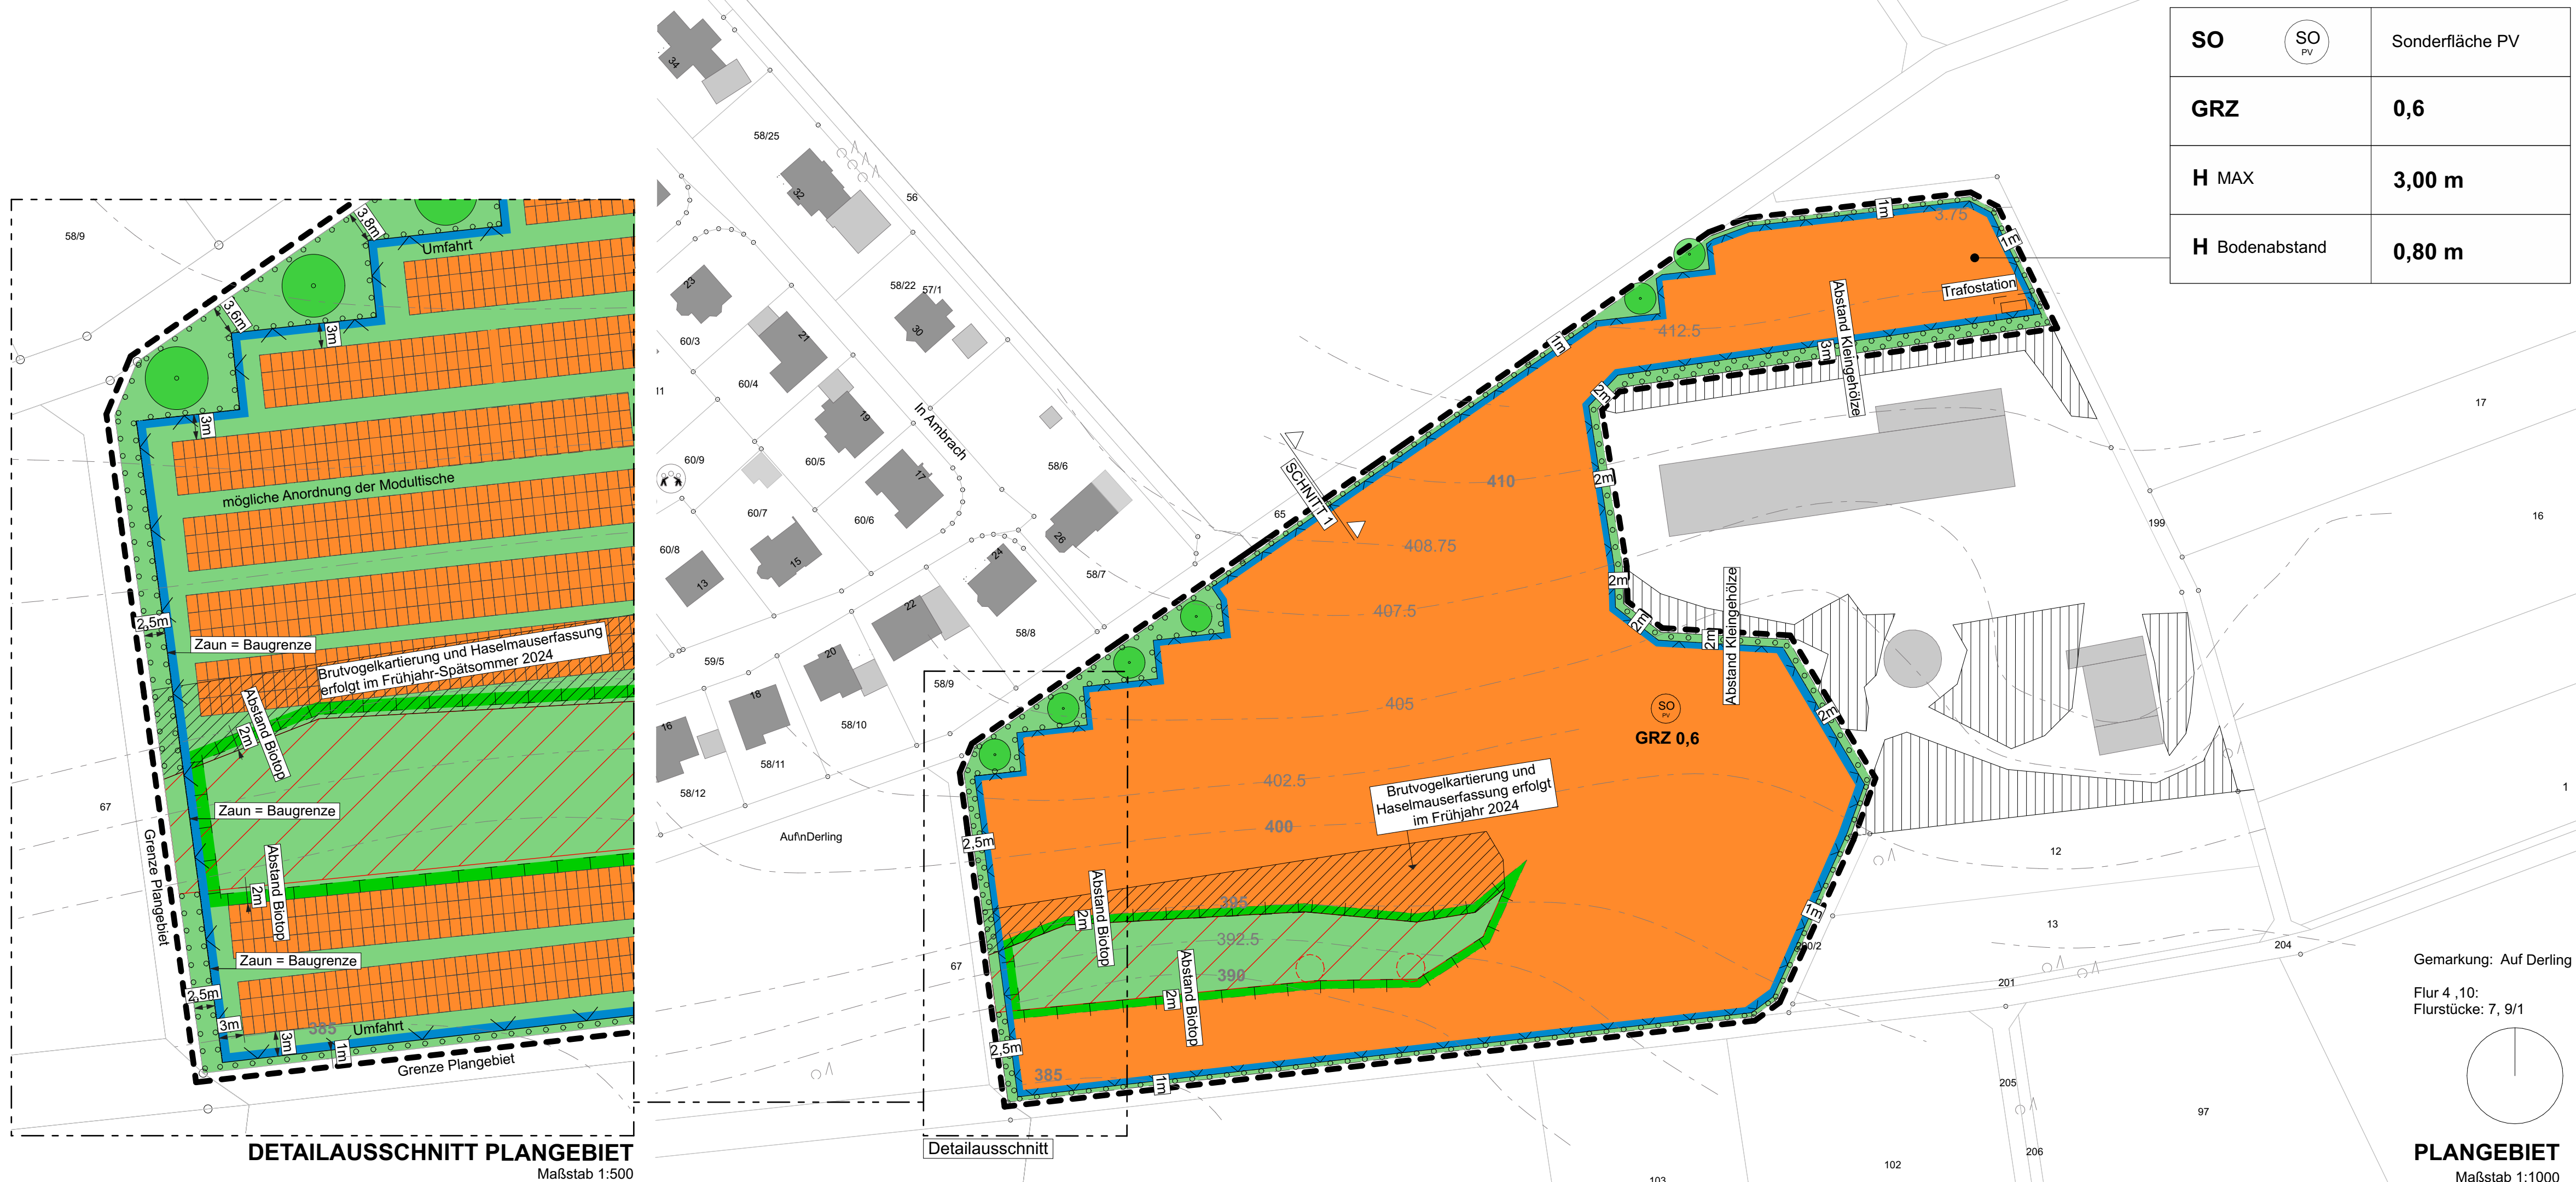 SO
SO
PV
Sonderfläche PV
GRZ
0,6
H MAX
3,00 m
H Bodenabstand
0,80 m
58/9
3,8m
Umfahrt
3,6m
3m
3m
mögliche Anordnung der Modultische
2,5m
Zaun = Baugrenze
Brutvogelkartierung und Haselmauserfassung
erfolgt im Frühjahr-Spätsommer 2024
Abstand Biotop
2m
67
Zaun = Baugrenze
Grenze Plangebiet
Abstand Biotop
2m
Zaun = Baugrenze
2,5m
3m
3m
385
Umfahrt
1m
Grenze Plangebiet
DETAILAUSSCHNITT PLANGEBIET
Maßstab 1:500
34
58/25
32
56
23
58/22
57/1
30
60/3
21
60/4
11
19
In Ambrach
60/9
60/5
17
58/6
60/7
60/6
60/8
15
13
24
26
58/7
22
58/8
59/5
20
58/9
18
16
58/10
58/11
58/12
Auf\nDerling
67
65
SCHNITT 1
1m
1m
3.75
1m
Trafostation
Abstand Kleingehölze
412.5
3m
2m
2m
410
408.75
407.5
405
402.5
400
395
392.5
390
385
2m
2m
2m
Abstand Kleingehölze
2m
SO
PV
GRZ 0,6
Brutvogelkartierung und
Haselmauserfassung erfolgt
im Frühjahr 2024
2,5m
Abstand Biotop
2m
Abstand Biotop
2m
2,5m
1m
1m
Detailausschnitt
17
16
199
1
12
13
200/2
201
204
205
97
206
102
103
Gemarkung: Auf Derling
Flur 4 ,10:
Flurstücke: 7, 9/1
PLANGEBIET
Maßstab 1:1000